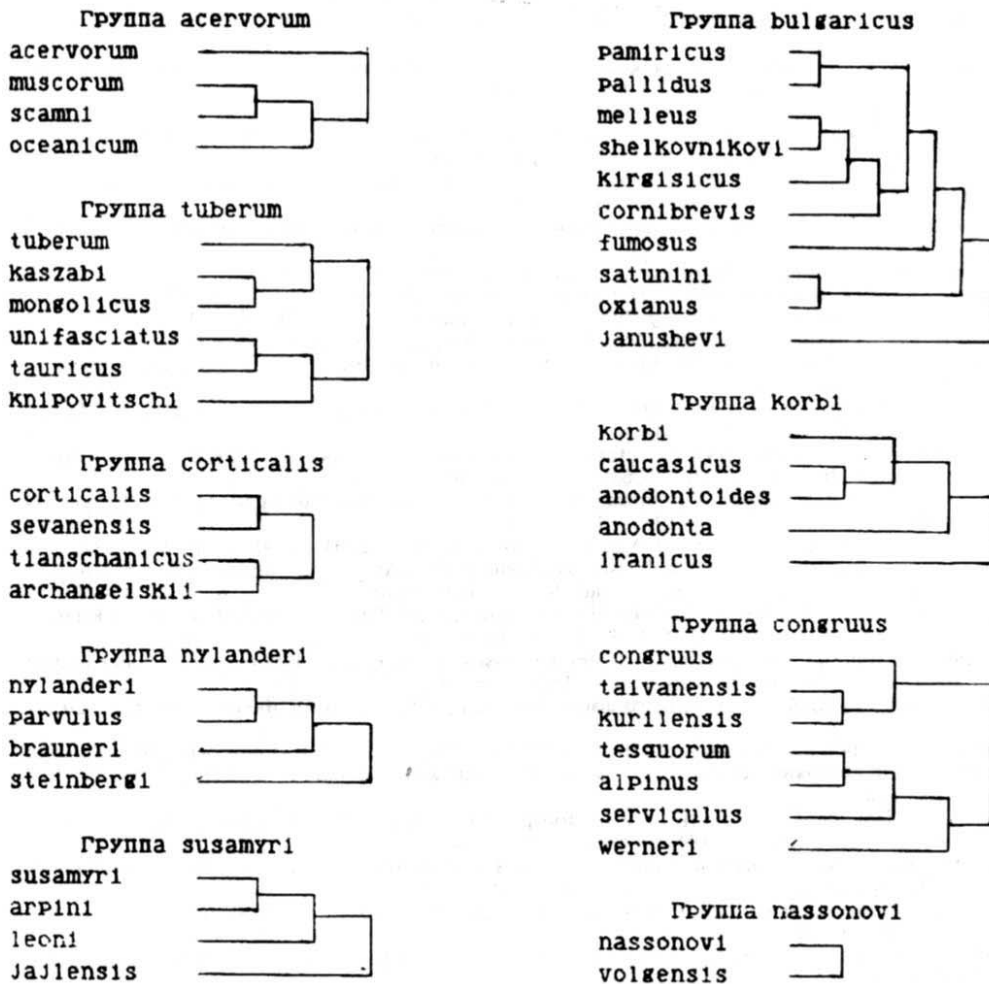 Группа acervorum
acervorum
muscorum
scamni
oceanicum
Группа tuberum
tuberum
kaszabi
mongolicus
unifasciatus
tauricus
knipovitschi
Группа corticalis
corticalis
sevanensis
tianschanicus
archangelskii
Группа nylanderi
nylanderi
parvulus
brauneri
steinbergi
Группа susamyri
susamyri
arpini
leoni
jajlensis
Группа bulgaricus
pamiricus
pallidus
melleus
shelkovnikovi
kirgisicus
cornibrevis
fumosus
satunini
oxianus
janushevi
Группа korbi
korbi
caucasicus
anodontoides
anodonta
iranicus
Группа congruus
congruus
taivanensis
kurilensis
tesquorum
alpinus
serviculus
werneri
Группа nassonovi
nassonovi
volgensis